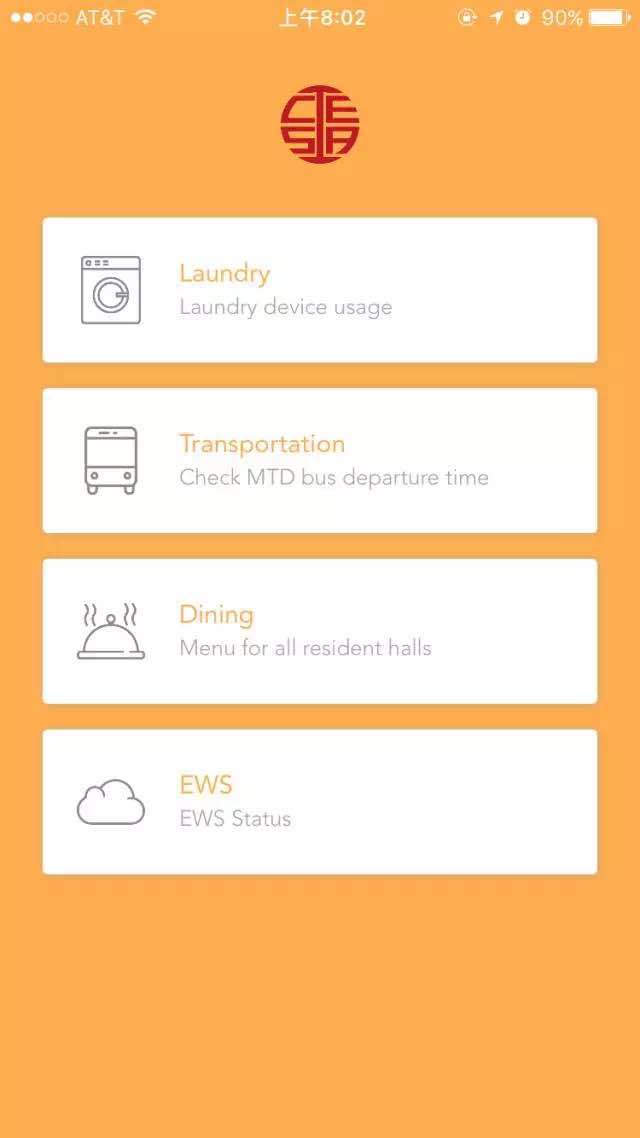 AT&T 上午8:02 90%
CESA
Laundry
Laundry device usage
Transportation
Check MTD bus departure time
Dining
Menu for all resident halls
EWS
EWS Status